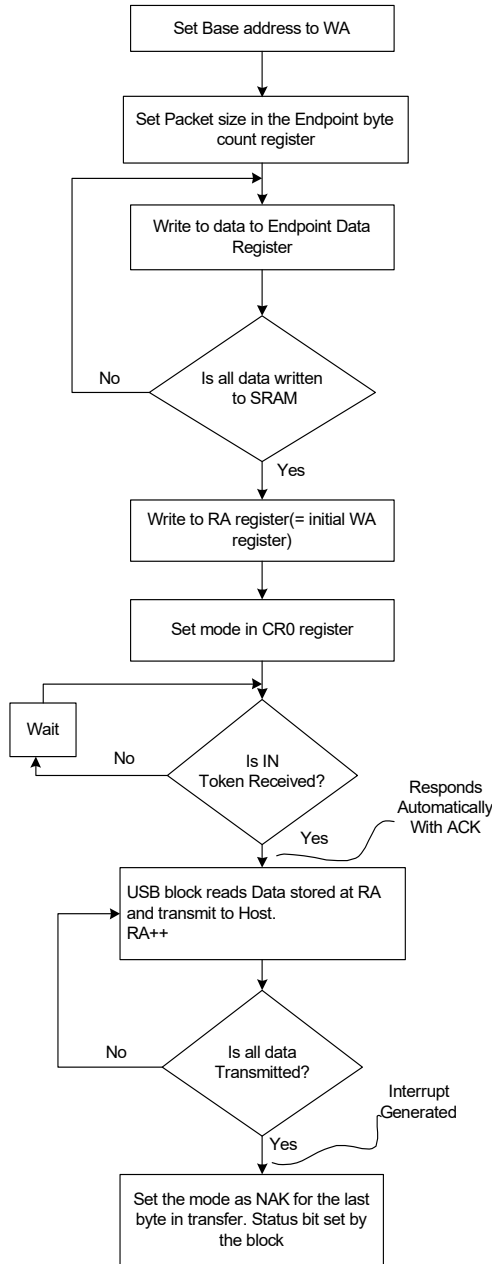 Set Base address to WA
Set Packet size in the Endpoint byte
count register
Write to data to Endpoint Data
Register
No
Is all data written
to SRAM
Yes
Write to RA register(= initial WA
register)
Set mode in CR0 register
Wait
No
Is IN
Token Received?
Responds
Automatically
With ACK
Yes
USB block reads Data stored at RA
and transmit to Host.
RA++
No
Is all data
Transmitted?
Interrupt
Generated
Yes
Set the mode as NAK for the last
byte in transfer. Status bit set by
the block